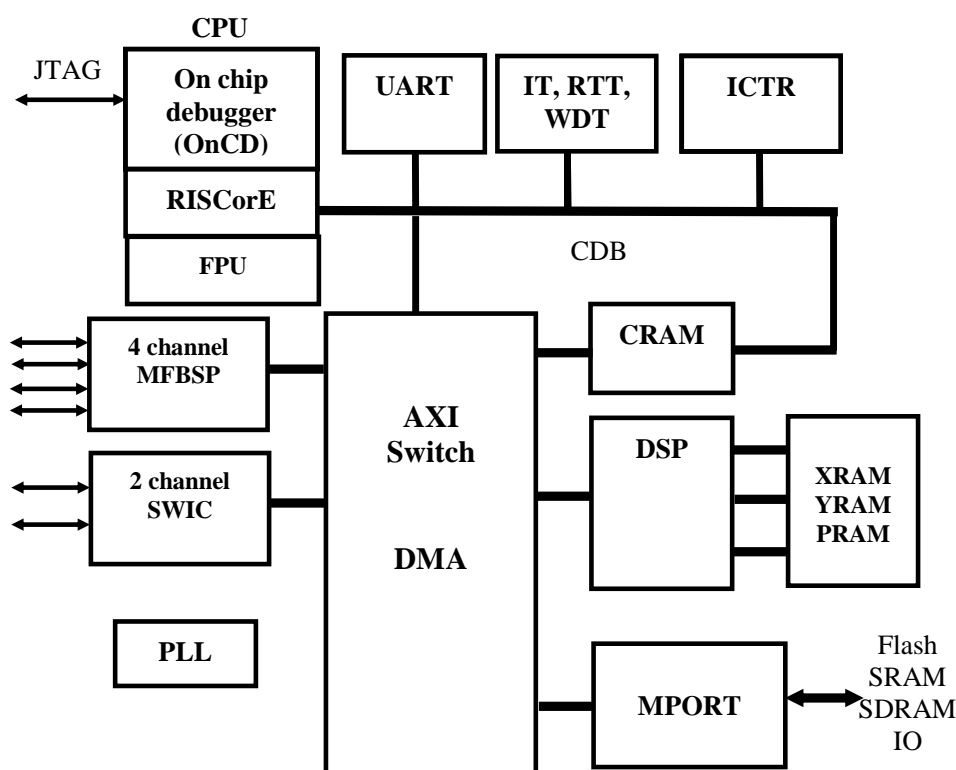 CPU
JTAG
On chip
debugger
(OnCD)
RISCorE
FPU
UART
IT, RTT,
WDT
ICTR
CDB
4 channel
MFBSP
2 channel
SWIC
PLL
AXI
Switch
DMA
CRAM
DSP
XRAM
YRAM
PRAM
MPORT
Flash
SRAM
SDRAM
IO